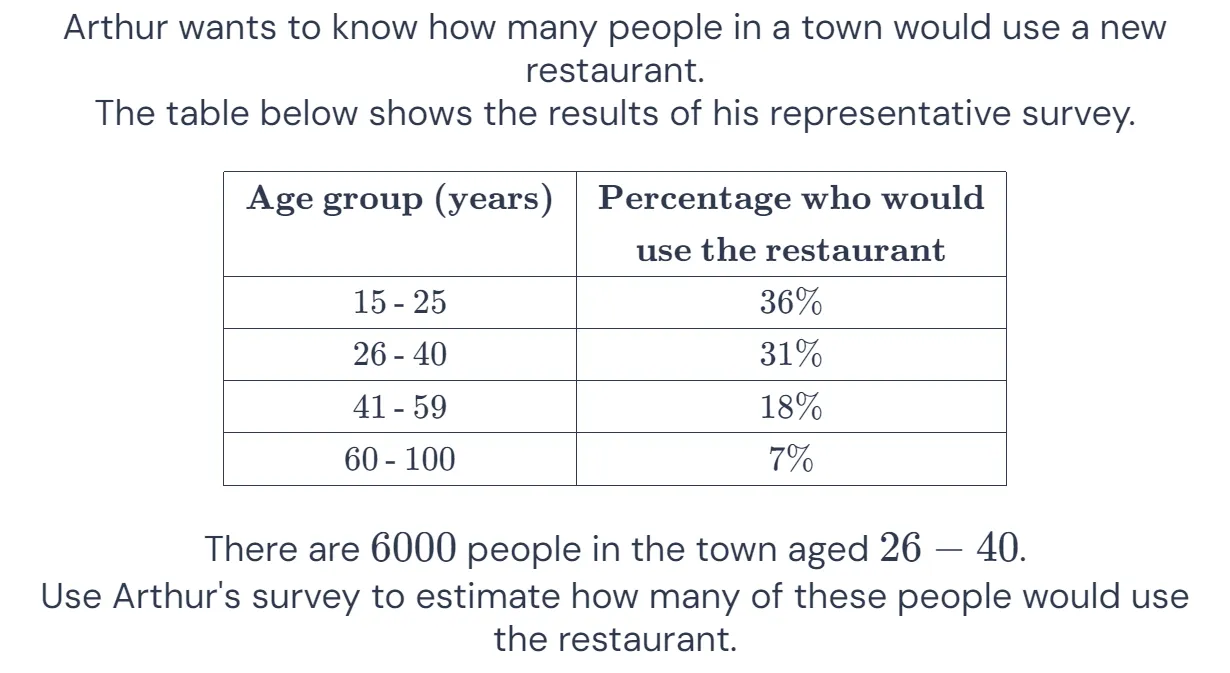 Arthur wants to know how many people in a town would use a new
restaurant.
The table below shows the results of his representative survey.
Age group (years) Percentage who would
use the restaurant
15 - 25 36%
26 - 40 31%
41 - 59 18%
60 - 100 7%
There are 6000 people in the town aged 26 − 40.
Use Arthur's survey to estimate how many of these people would use
the restaurant.